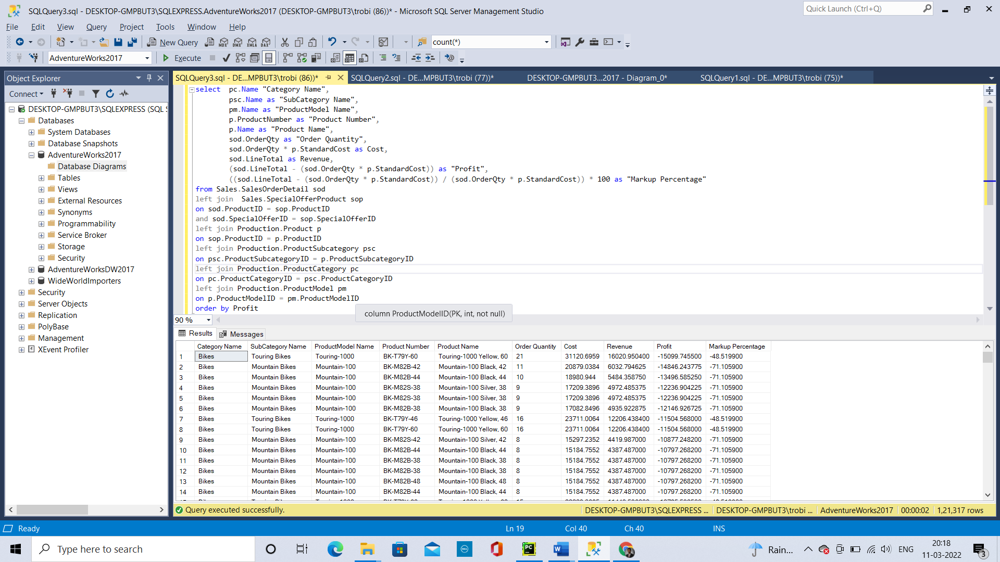 SQLQuery3.sql - DESKTOP-GMPBUT3\SQLEXPRESS.AdventureWorks2017 (DESKTOP-GMPBUT3\trobi (86))* - Microsoft SQL Server Management Studio
Quick Launch (Ctrl+Q)
File Edit View Query Project Tools Window Help
New Query MDX DMX XMLA DAX count(*)
AdventureWorks2017 Execute
Object Explorer
SQLQuery3.sql - DE...MPBUT3\trobi (86))* SQLQuery2.sql - DE...MPBUT3\trobi (77))* DESKTOP-GMPBUT3...2017 - Diagram_0* SQLQuery1.sql - DE...MPBUT3\trobi (75))*
Connect
DESKTOP-GMPBUT3\SQLEXPRESS (SQL S
Databases
System Databases
Database Snapshots
AdventureWorks2017
Database Diagrams
Tables
Views
External Resources
Synonyms
Programmability
Service Broker
Storage
Security
AdventureWorksDW2017
WideWorldImporters
Security
Server Objects
Replication
PolyBase
Management
XEvent Profiler
select pc.Name "Category Name",
psc.Name as "SubCategory Name",
pm.Name as "ProductModel Name",
p.ProductNumber as "Product Number",
p.Name as "Product Name",
sod.OrderQty as "Order Quantity",
sod.OrderQty * p.StandardCost as Cost,
sod.LineTotal as Revenue,
(sod.LineTotal - (sod.OrderQty * p.StandardCost)) as "Profit",
((sod.LineTotal - (sod.OrderQty * p.StandardCost)) / (sod.OrderQty * p.StandardCost)) * 100 as "Markup Percentage"
from Sales.SalesOrderDetail sod
left join Sales.SpecialOfferProduct sop
on sod.ProductID = sop.ProductID
and sod.SpecialOfferID = sop.SpecialOfferID
left join Production.Product p
on sop.ProductID = p.ProductID
left join Production.ProductSubcategory psc
on psc.ProductSubcategoryID = p.ProductSubcategoryID
left join Production.ProductCategory pc
on pc.ProductCategoryID = psc.ProductCategoryID
left join Production.ProductModel pm
on p.ProductModelID = pm.ProductModelID
order by Profit
column ProductModelID(PK, int, not null)
90 %
Results Messages
Category Name SubCategory Name ProductModel Name Product Number Product Name Order Quantity Cost Revenue Profit Markup Percentage
1 Bikes Touring Bikes Touring-1000 BK-T79Y-60 Touring-1000 Yellow, 60 21 31120.6959 16020.950400 -15099.745500 -48.519900
2 Bikes Mountain Bikes Mountain-100 BK-M82B-42 Mountain-100 Black, 42 11 20879.0384 6032.794625 -14846.243775 -71.105900
3 Bikes Mountain Bikes Mountain-100 BK-M82B-44 Mountain-100 Black, 44 10 18980.944 5484.358750 -13496.585250 -71.105900
4 Bikes Mountain Bikes Mountain-100 BK-M82S-38 Mountain-100 Silver, 38 9 17209.3896 4972.485375 -12236.904225 -71.105900
5 Bikes Mountain Bikes Mountain-100 BK-M82S-38 Mountain-100 Silver, 38 9 17209.3896 4972.485375 -12236.904225 -71.105900
6 Bikes Mountain Bikes Mountain-100 BK-M82B-38 Mountain-100 Black, 38 9 17082.8496 4935.922875 -12146.926725 -71.105900
7 Bikes Touring Bikes Touring-1000 BK-T79Y-46 Touring-1000 Yellow, 46 16 23711.0064 12206.438400 -11504.568000 -48.519900
8 Bikes Touring Bikes Touring-1000 BK-T79Y-60 Touring-1000 Yellow, 60 16 23711.0064 12206.438400 -11504.568000 -48.519900
9 Bikes Mountain Bikes Mountain-100 BK-M82S-42 Mountain-100 Silver, 42 8 15297.2352 4419.987000 -10877.248200 -71.105900
10 Bikes Mountain Bikes Mountain-100 BK-M82B-44 Mountain-100 Black, 44 8 15184.7552 4387.487000 -10797.268200 -71.105900
11 Bikes Mountain Bikes Mountain-100 BK-M82B-38 Mountain-100 Black, 38 8 15184.7552 4387.487000 -10797.268200 -71.105900
12 Bikes Mountain Bikes Mountain-100 BK-M82B-38 Mountain-100 Black, 38 8 15184.7552 4387.487000 -10797.268200 -71.105900
13 Bikes Mountain Bikes Mountain-100 BK-M82B-48 Mountain-100 Black, 48 8 15184.7552 4387.487000 -10797.268200 -71.105900
14 Bikes Mountain Bikes Mountain-100 BK-M82B-44 Mountain-100 Black, 44 8 15184.7552 4387.487000 -10797.268200 -71.105900
Query executed successfully. DESKTOP-GMPBUT3\SQLEXPRESS ... DESKTOP-GMPBUT3\trobi ... AdventureWorks2017 00:00:02 1,21,317 rows
Ready Ln 19 Col 40 Ch 40 INS
Type here to search
DELL PC W
Rain... ENG
20:18
11-03-2022
3